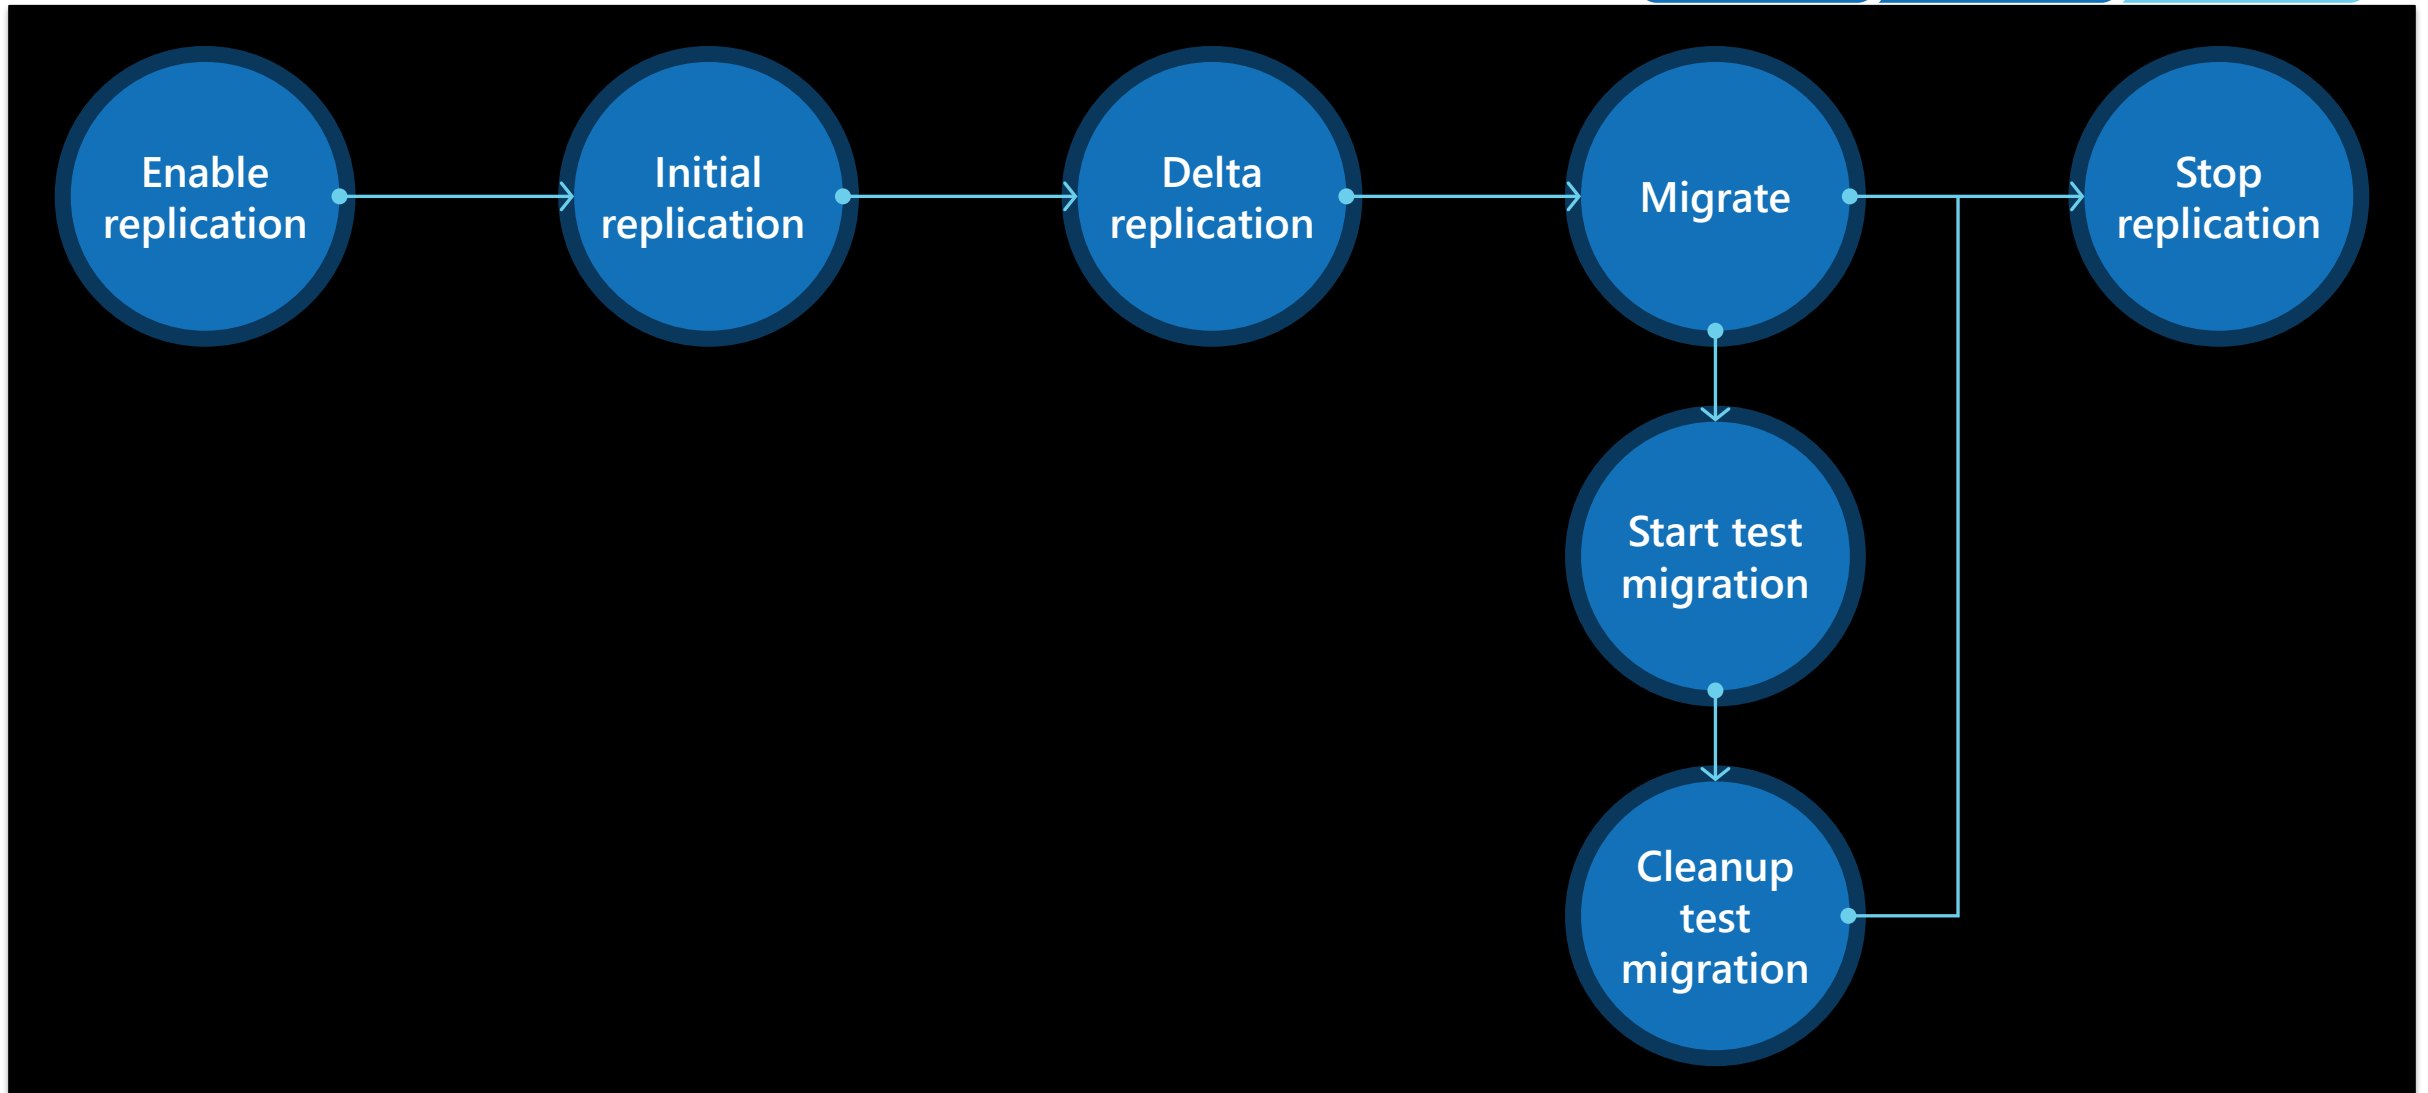 Enable
replication
Initial
replication
Delta
replication
Migrate
Stop
replication
Start test
migration
Cleanup
test
migration